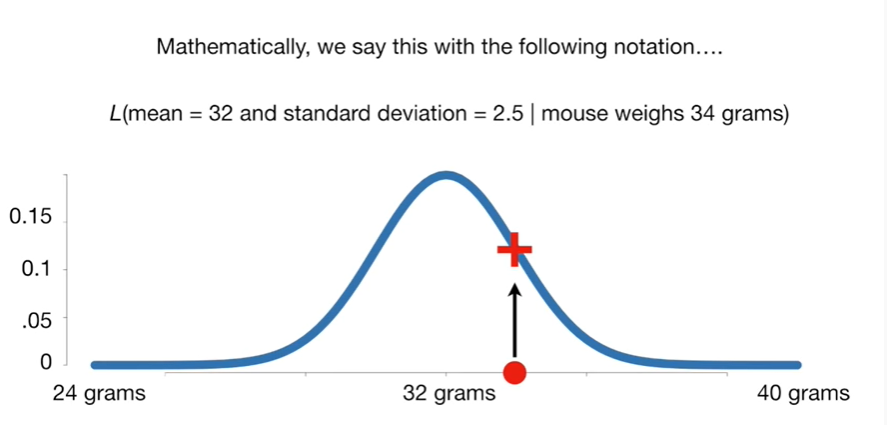 Mathematically, we say this with the following notation….
L(mean = 32 and standard deviation = 2.5 | mouse weighs 34 grams)
0.15
0.1
.05
0
24 grams 32 grams 40 grams